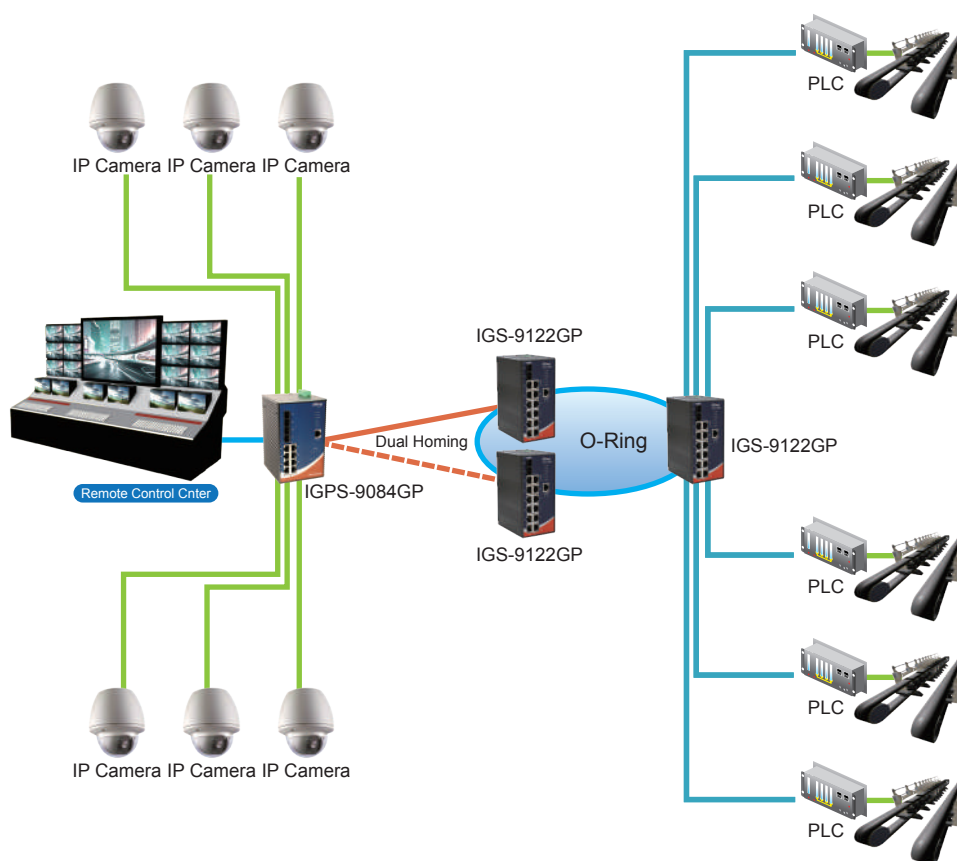 PLC
IP Camera IP Camera IP Camera
PLC
PLC
IGS-9122GP
Dual Homing
O-Ring
IGS-9122GP
Remote Control Cnter
IGPS-9084GP
IGS-9122GP
PLC
PLC
IP Camera IP Camera IP Camera
PLC